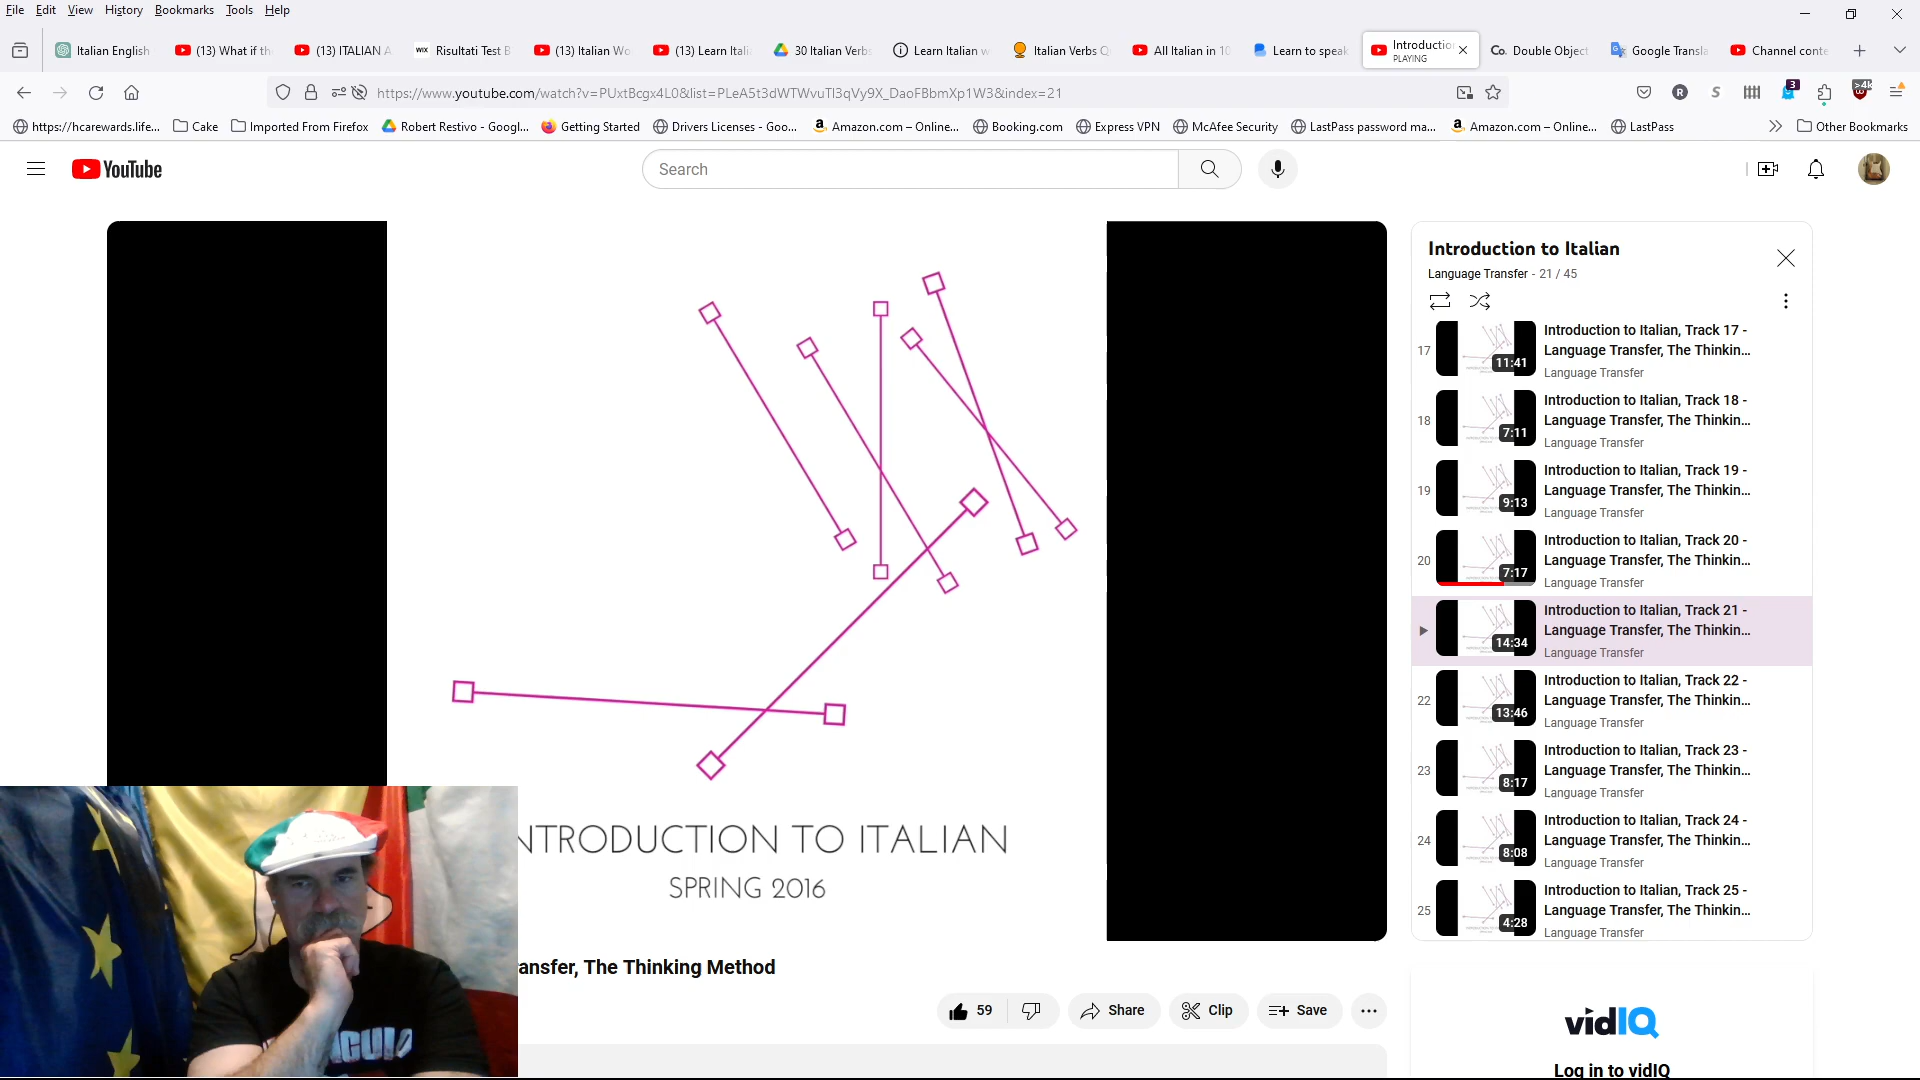 File Edit View History Bookmarks Tools Help
Italian English
(13) What if th
(13) ITALIAN A
WIX Risultati Test B
(13) Italian Wo
(13) Learn Itali
30 Italian Verbs
Learn Italian w
Italian Verbs Q
All Italian in 10
Learn to speak
Introduction
PLAYING
Co. Double Object
Google Transla
Channel conte
https://www.youtube.com/watch?v=PUxtBcgx4L0&list=PLeA5t3dWTWvuTl3qVy9X_DaoFBbmXp1W3&index=21
R
S
3
>4k
https://hcarewards.life...
Cake
Imported From Firefox
Robert Restivo - Googl...
Getting Started
Drivers Licenses - Goo...
Amazon.com – Online...
Booking.com
Express VPN
McAfee Security
LastPass password ma...
Amazon.com – Online...
LastPass
Other Bookmarks
YouTube
Search
NTRODUCTION TO ITALIAN
SPRING 2016
ansfer, The Thinking Method
59
Share
Clip
Save
Introduction to Italian
Language Transfer - 21 / 45
17
11:41
Introduction to Italian, Track 17 -
Language Transfer, The Thinkin...
Language Transfer
18
7:11
Introduction to Italian, Track 18 -
Language Transfer, The Thinkin...
Language Transfer
19
9:13
Introduction to Italian, Track 19 -
Language Transfer, The Thinkin...
Language Transfer
20
7:17
Introduction to Italian, Track 20 -
Language Transfer, The Thinkin...
Language Transfer
14:34
Introduction to Italian, Track 21 -
Language Transfer, The Thinkin...
Language Transfer
22
13:46
Introduction to Italian, Track 22 -
Language Transfer, The Thinkin...
Language Transfer
23
8:17
Introduction to Italian, Track 23 -
Language Transfer, The Thinkin...
Language Transfer
24
8:08
Introduction to Italian, Track 24 -
Language Transfer, The Thinkin...
Language Transfer
25
4:28
Introduction to Italian, Track 25 -
Language Transfer, The Thinkin...
Language Transfer
vidIQ
Log in to vidIQ